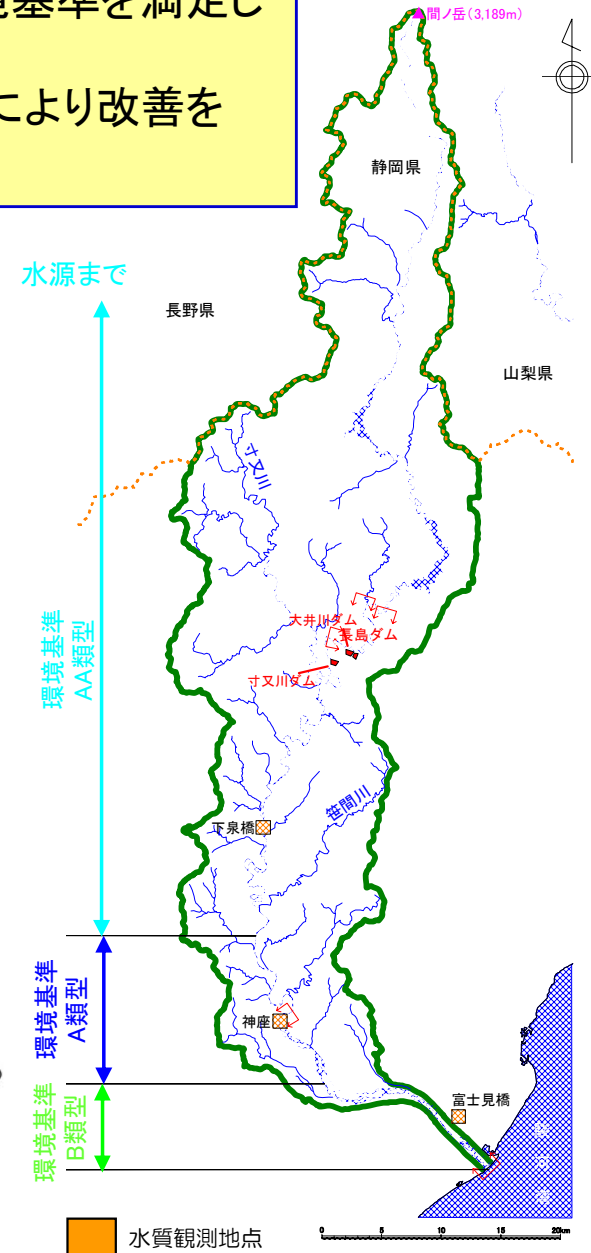 境基準を満足し
により改善を
▲間ノ岳(3,189m)
静岡県
水源まで
長野県
山梨県
寸又川
大井川ダム
長島ダム
寸又川ダム
環境基準
AA類型
笹間川
下泉橋
環境基準
A類型
神座
環境基準
B類型
富士見橋
水質観測地点
0 5 10 15 20km